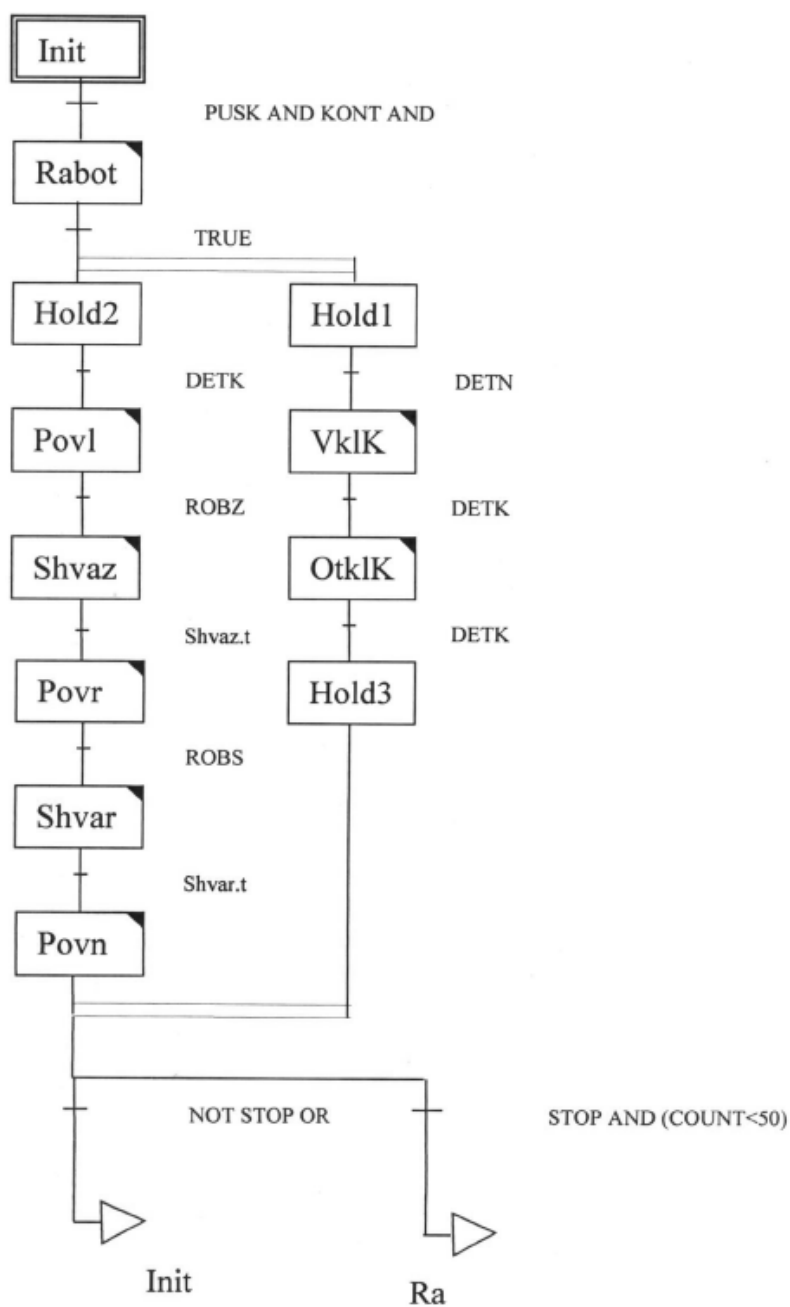 Init
PUSK AND KONT AND
Rabot
TRUE
Hold2 Hold1
DETK DETN
Povl VklK
ROBZ DETK
Shvaz OtklK
Shvaz.t DETK
Povr Hold3
ROBS
Shvar
Shvar.t
Povn
NOT STOP OR STOP AND (COUNT<50)
Init Ra